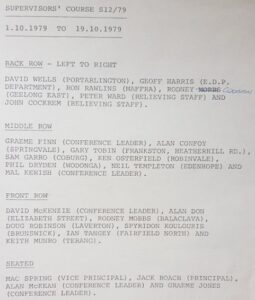 SUPERVISORS' COURSE S12/79
1.10.1979 TO 19.10.1979
BACK ROW - LEFT TO RIGHT
DAVID WELLS (PORTARLINGTON), GEOFF HARRIS (E.D.P.
DEPARTMENT), RON RAWLINS (MAFFRA), RODNEY MOBBS
(GEELONG EAST), PETER WARD (RELIEVING STAFF) AND
JOHN COCKREM (RELIEVING STAFF).
MIDDLE ROW
GRAEME FINN (CONFERENCE LEADER), ALAN CONFOY
(SPRINGVALE), GARY TOBIN (FRANKSTON, HEATHERHILL RD.),
SAM GARRO (COBURG), KEN OSTERFIELD (ROBINVALE),
PHIL DRYDEN (WODONGA), NEIL TEMPLETON (EDENHOPE) AND
MAL KEWISH (CONFERENCE LEADER).
FRONT ROW
DAVID McKENZIE (CONFERENCE LEADER), ALAN DON
(ELIZABETH STREET), RODNEY MOBBS (BALACLAVA),
DOUG ROBINSON (LAVERTON), SPYRIDON KOULOURIS
(BRUNSWICK), IAN TANGEY (FAIRFIELD NORTH) AND
KEITH MUNRO (TERANG).
SEATED
MAC SPRING (VICE PRINCIPAL), JACK ROACH (PRINCIPAL),
ALAN McKEAN (CONFERENCE LEADER) AND GRAEME JONES
(CONFERENCE LEADER).